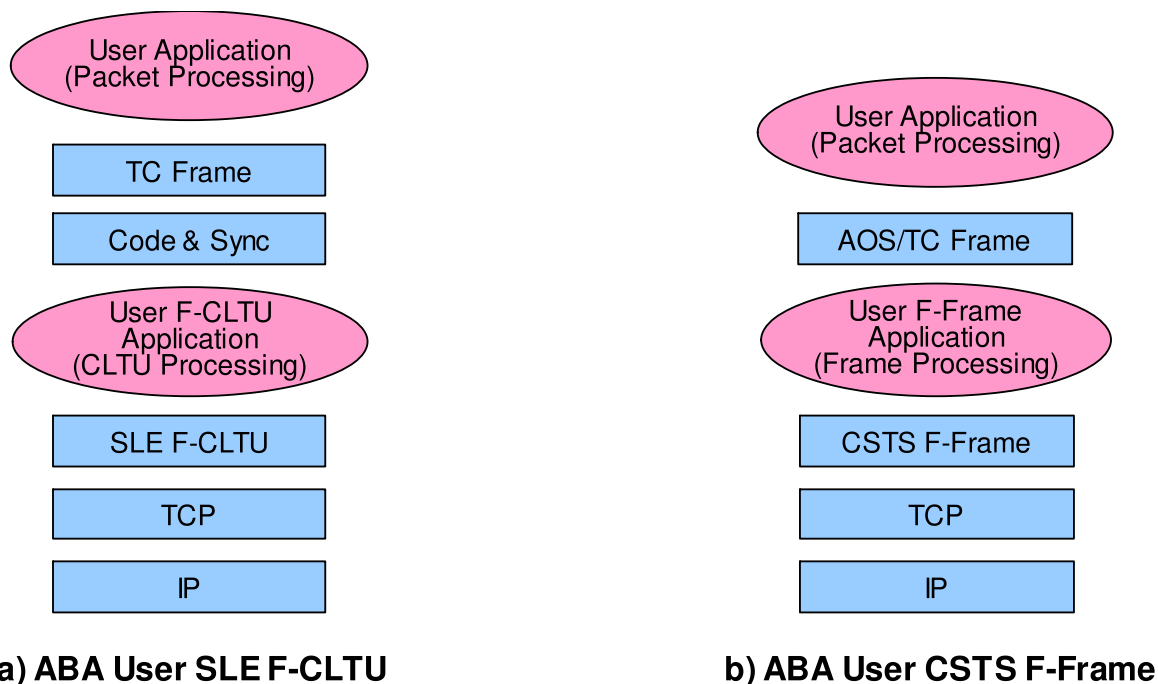 User Application
(Packet Processing)
TC Frame
Code & Sync
User F-CLTU
Application
(CLTU Processing)
SLE F-CLTU
TCP
IP
a) ABA User SLE F-CLTU
User Application
(Packet Processing)
AOS/TC Frame
User F-Frame
Application
(Frame Processing)
CSTS F-Frame
TCP
IP
b) ABA User CSTS F-Frame